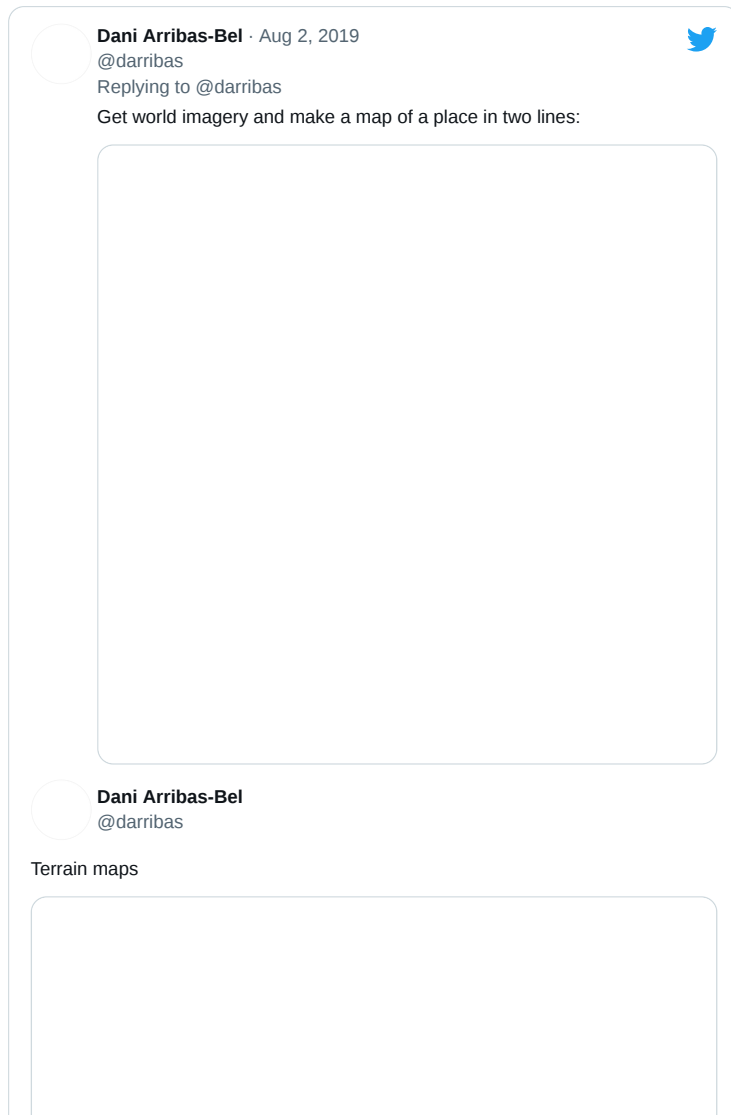 Dani Arribas-Bel · Aug 2, 2019
@darribas
Replying to @darribas
Get world imagery and make a map of a place in two lines:
Dani Arribas-Bel
@darribas
Terrain maps